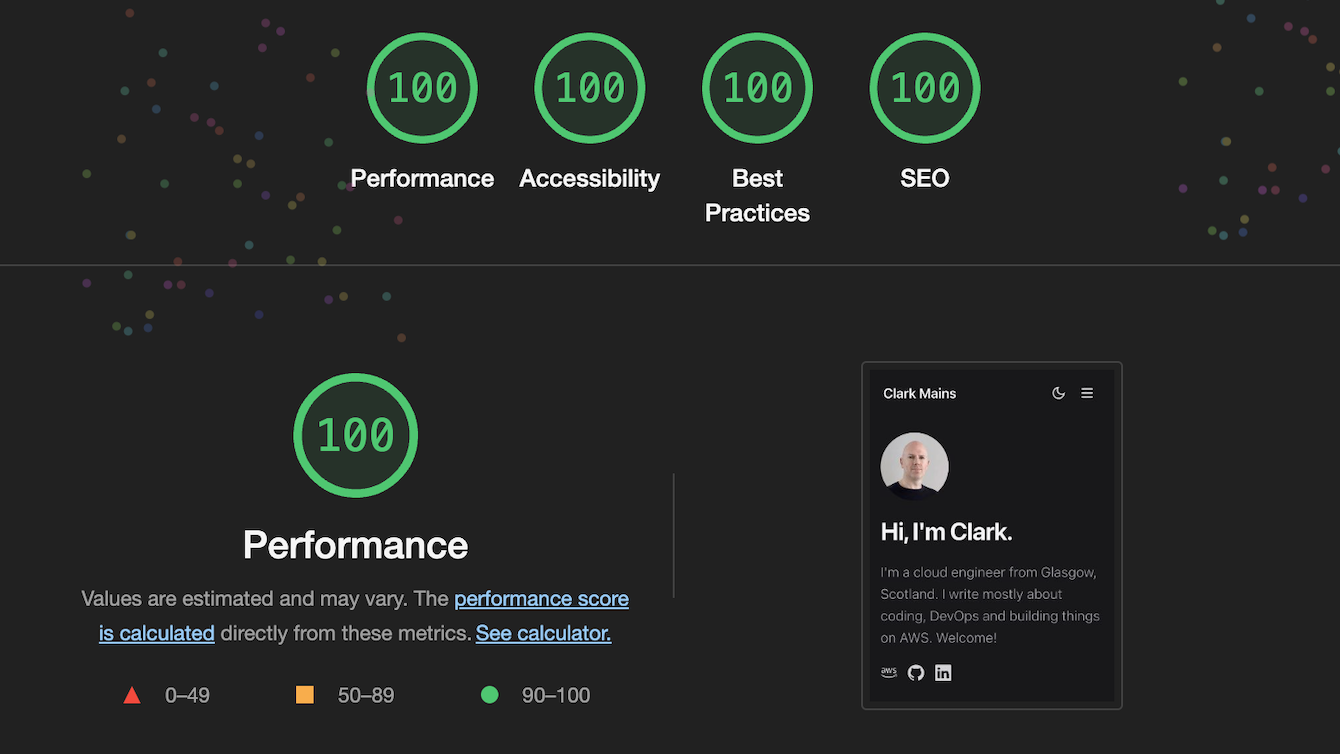 100 100 100 100
Performance Accessibility Best Practices SEO
100
Performance
Values are estimated and may vary. The performance score
is calculated directly from these metrics. See calculator.
0–49 50–89 90–100
Clark Mains
Hi, I'm Clark.
I'm a cloud engineer from Glasgow,
Scotland. I write mostly about
coding, DevOps and building things
on AWS. Welcome!
aws in